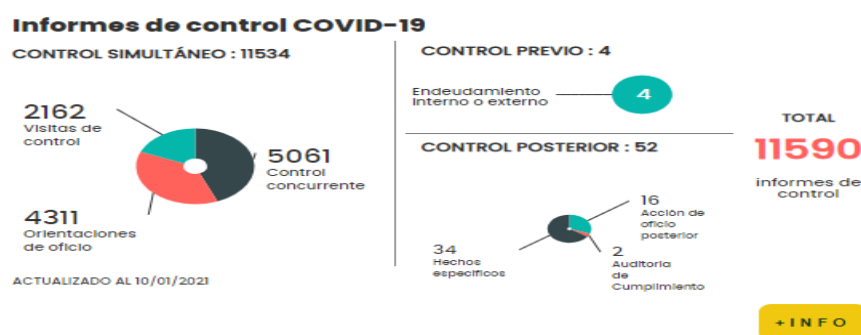 Informes de control COVID-19
CONTROL SIMULTÁNEO : 11534
2162
Visitas de
control
5061
Control
concurrente
4311
Orientaciones
de oficio
ACTUALIZADO AL 10/01/2021
CONTROL PREVIO : 4
Endeudamiento
interno o externo
4
CONTROL POSTERIOR : 52
16
Acción de
oficio
posterior
34
Hechos
específicos
2
Auditoría
de
Cumplimiento
TOTAL
11590
informes de
control
+INFO